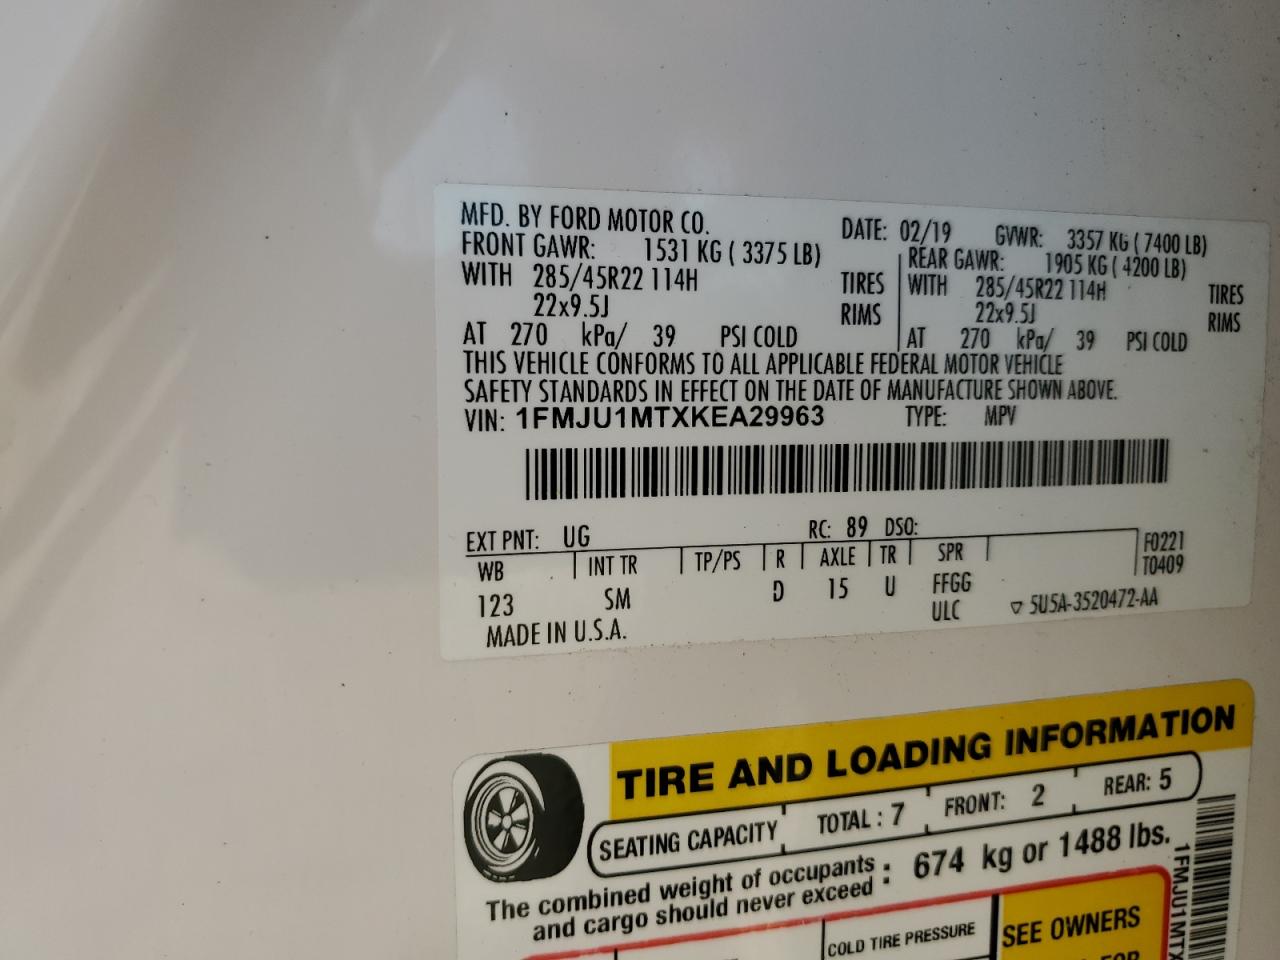 MFD. BY FORD MOTOR CO. DATE: 02/19 GVWR: 3357 KG ( 7400 LB)
FRONT GAWR: 1531 KG ( 3375 LB) REAR GAWR: 1905 KG ( 4200 LB)
WITH 285/45R22 114H TIRES WITH 285/45R22 114H TIRES
22x9.5J RIMS 22x9.5J RIMS
AT 270 kPa/ 39 PSI COLD AT 270 kPa/ 39 PSI COLD
THIS VEHICLE CONFORMS TO ALL APPLICABLE FEDERAL MOTOR VEHICLE
SAFETY STANDARDS IN EFFECT ON THE DATE OF MANUFACTURE SHOWN ABOVE.
VIN: 1FMJU1MTXKEA29963 TYPE: MPV
EXT PNT: UG RC: 89 DSO:
WB INT TR TP/PS R AXLE TR SPR F0221
T0409
123 SM D 15 U FFGG
ULC ▽ 5U5A-3520472-AA
MADE IN U.S.A.
TIRE AND LOADING INFORMATION
SEATING CAPACITY TOTAL : 7 FRONT: 2 REAR: 5
The combined weight of occupants
and cargo should never exceed : 674 kg or 1488 lbs.
COLD TIRE PRESSURE SEE OWNERS
FOR
1FMJU1MTX